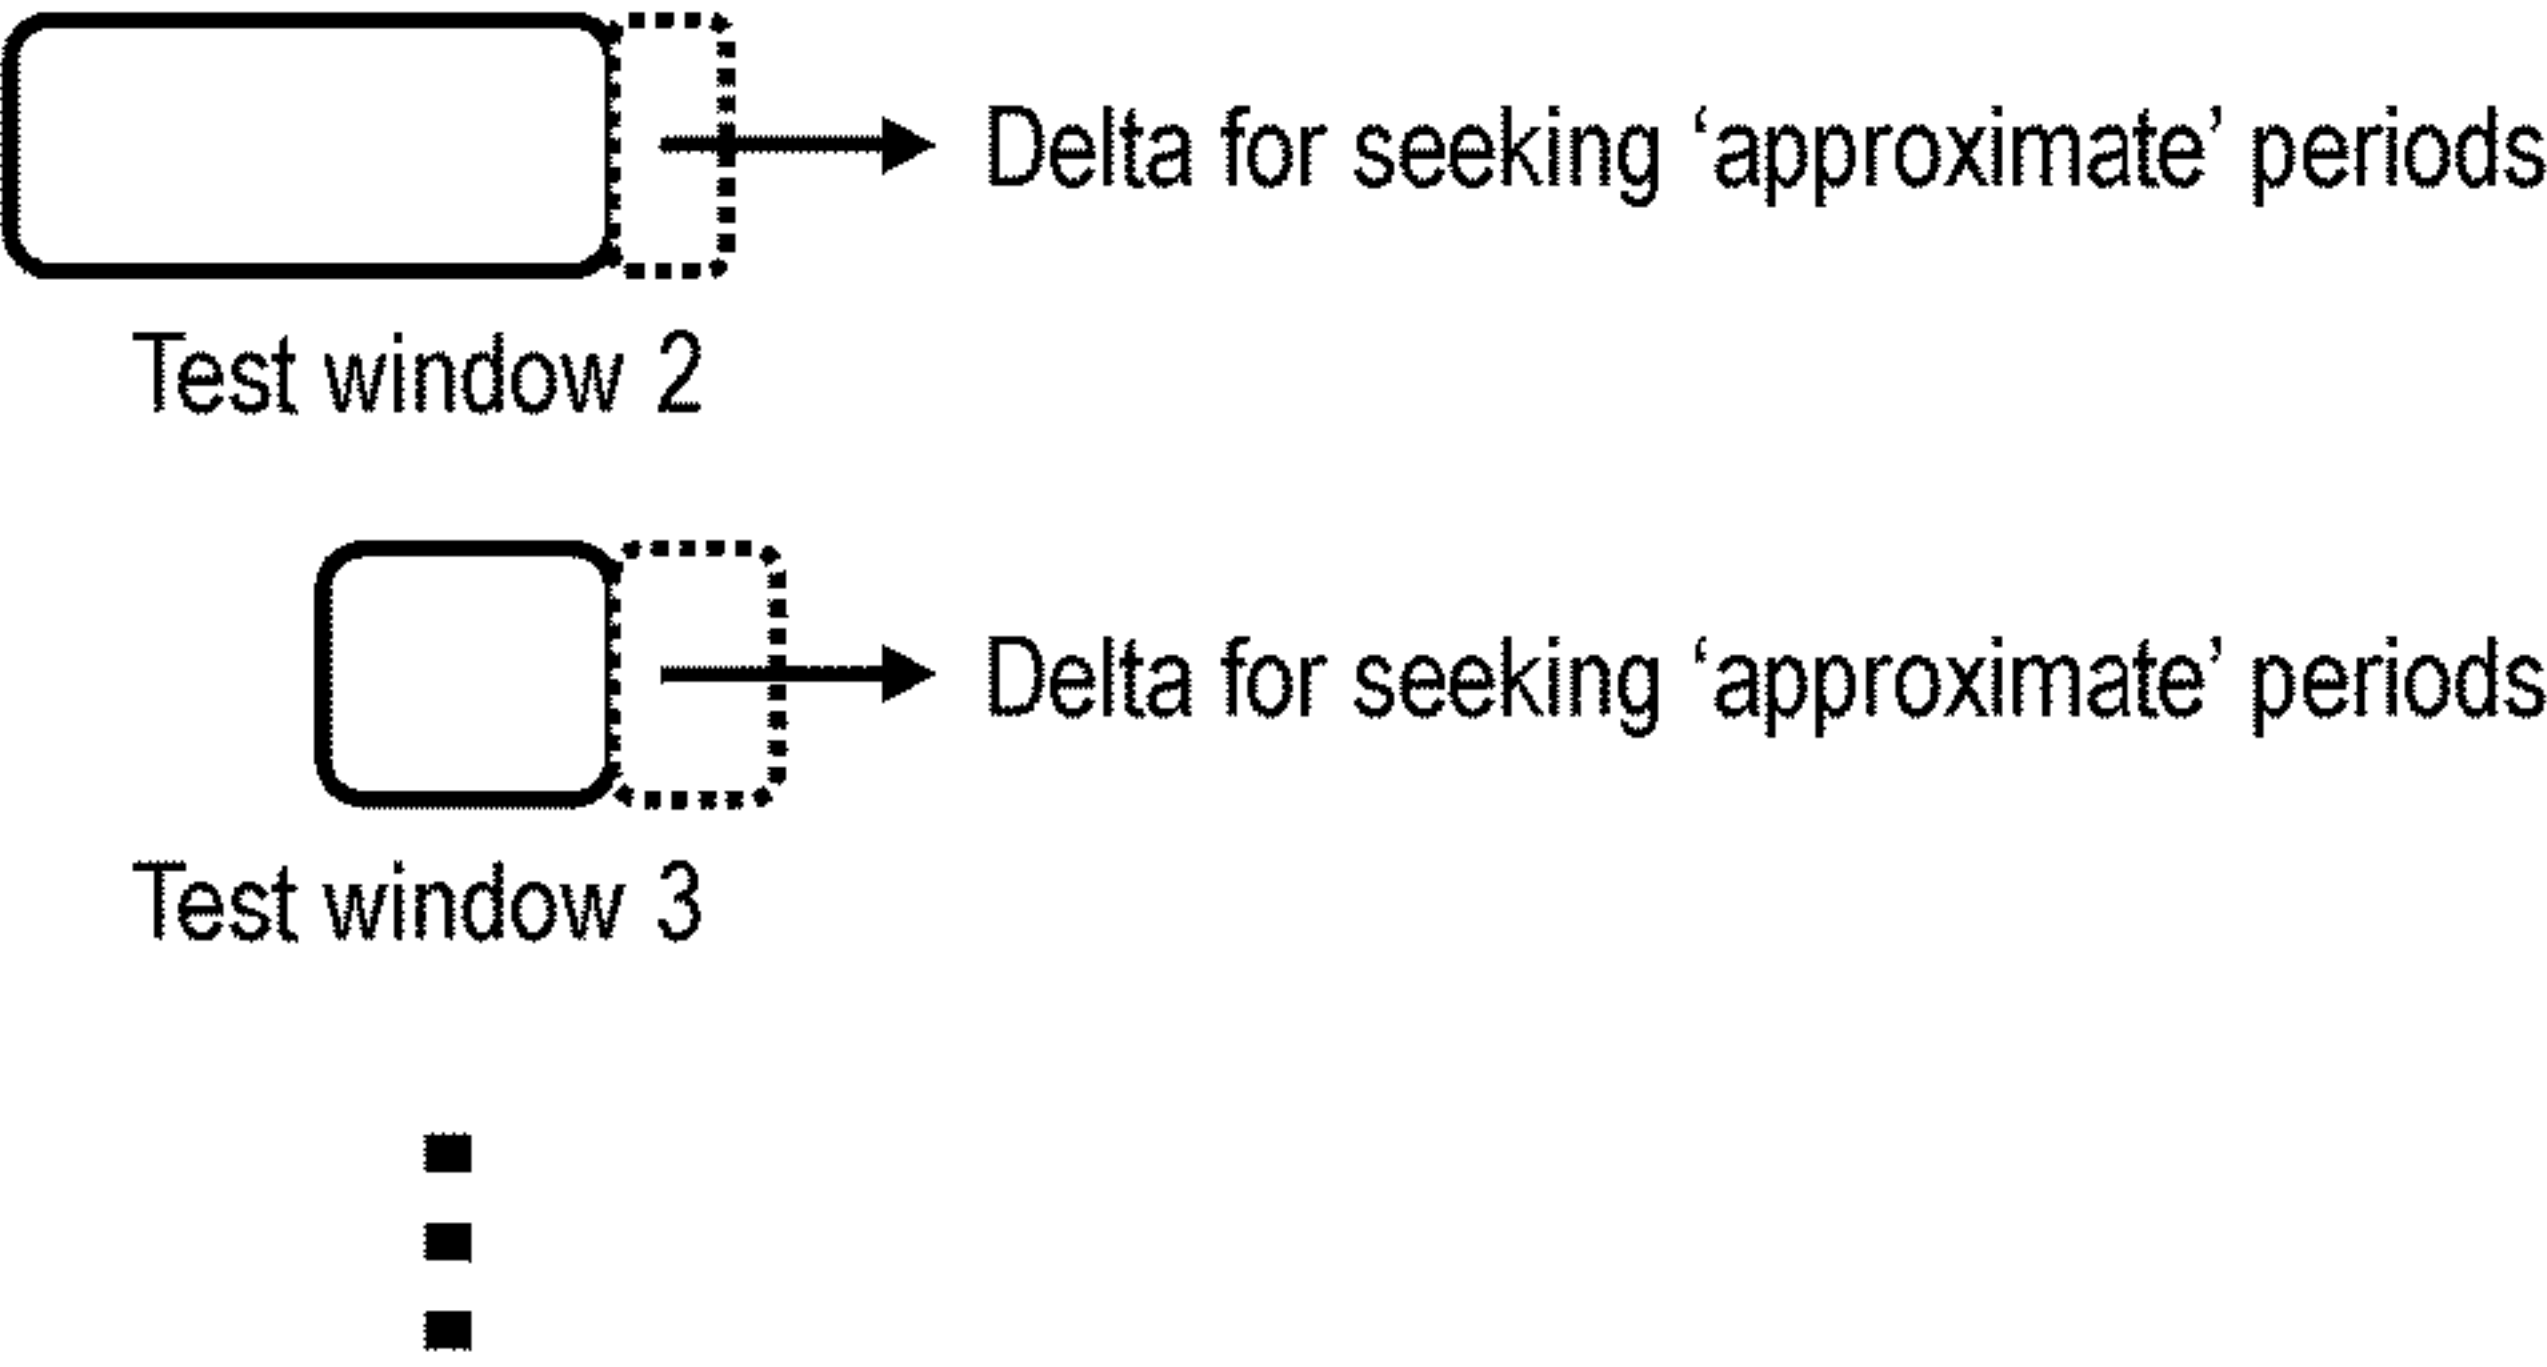 Delta for seeking ‘approximate’ periods
Test window 2
Delta for seeking ‘approximate’ periods
Test window 3